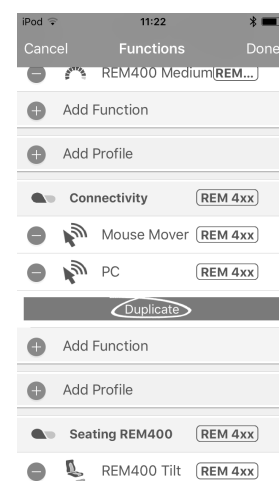 iPod 11:22
Cancel Functions Done
REM400 Medium REM...
Add Function
Add Profile
Connectivity REM 4xx
Mouse Mover REM 4xx
PC REM 4xx
Duplicate
Add Function
Add Profile
Seating REM400 REM 4xx
REM400 Tilt REM 4xx